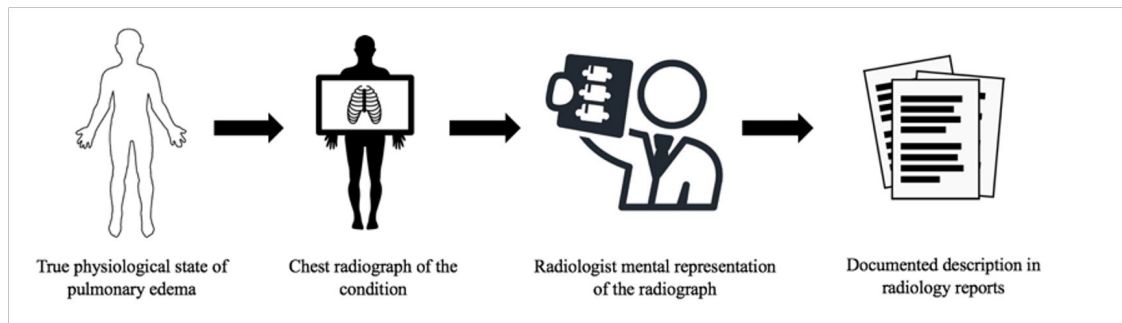 True physiological state of
pulmonary edema
Chest radiograph of the
condition
Radiologist mental representation
of the radiograph
Documented description in
radiology reports